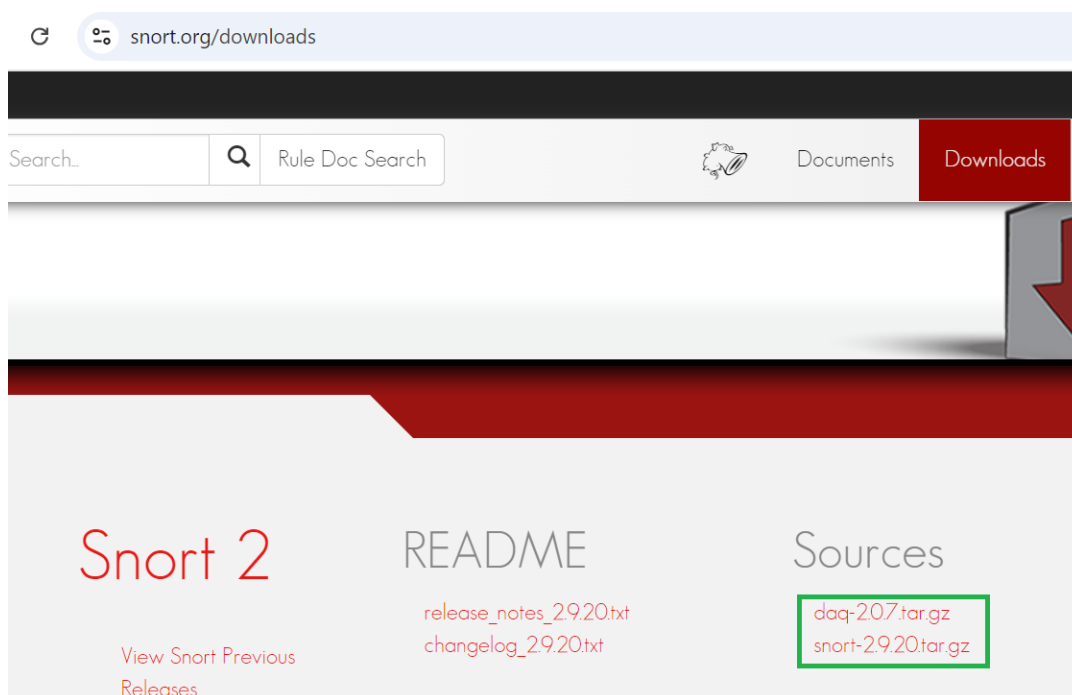 snort.org/downloads
Search...
Rule Doc Search
Documents
Downloads
Snort 2
README
Sources
release_notes_2.9.20.txt
changelog_2.9.20.txt
daq-2.0.7.tar.gz
snort-2.9.20.tar.gz
View Snort Previous
Releases